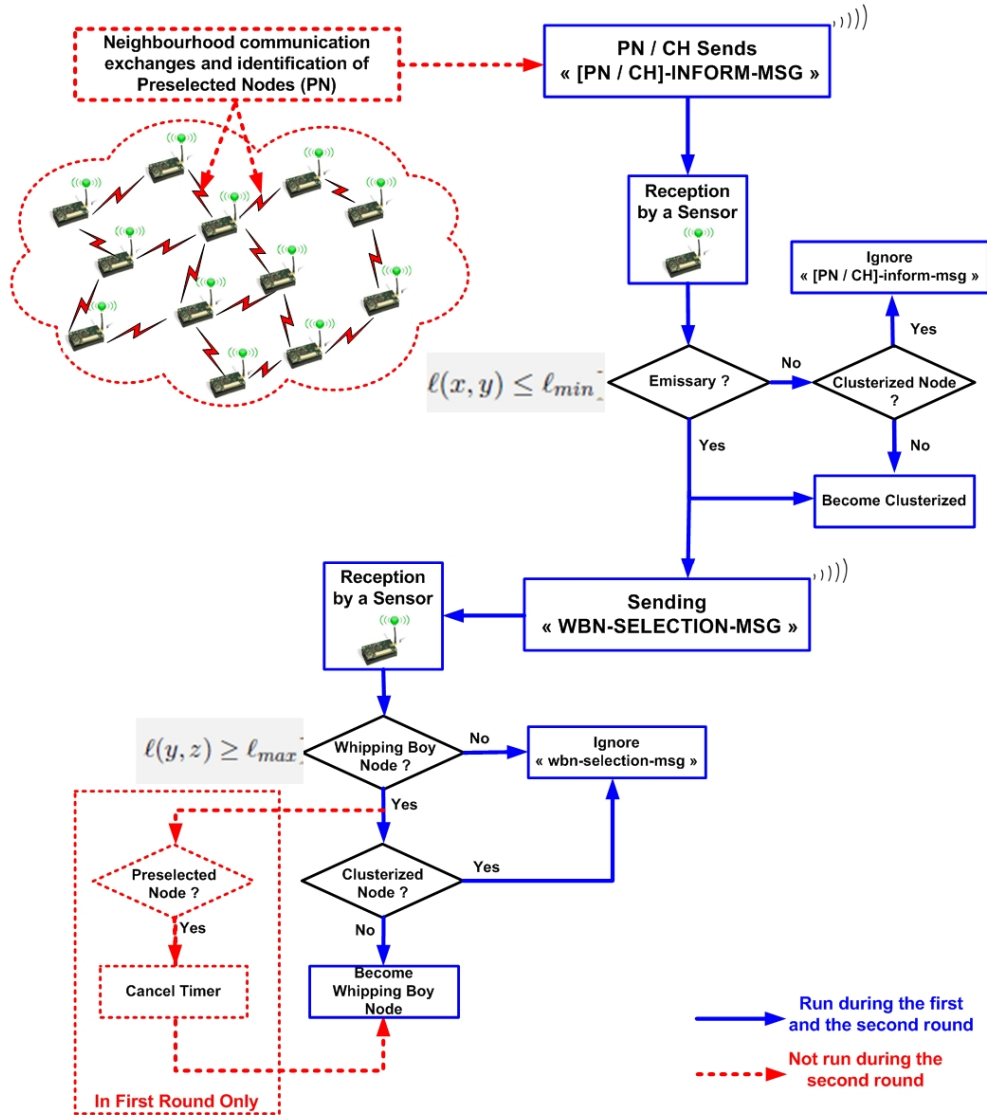 Neighbourhood communication
exchanges and identification of
Preselected Nodes (PN)
PN / CH Sends
« [PN / CH]-INFORM-MSG »
Reception
by a Sensor
Ignore
« [PN / CH]-inform-msg »
Yes
ℓ(x, y) ≤ ℓmin
Emissary ?
No
Clusterized Node
?
Yes
No
Become Clusterized
Reception
by a Sensor
Sending
« WBN-SELECTION-MSG »
ℓ(y, z) ≥ ℓmax
Whipping Boy
Node ?
No
Ignore
« wbn-selection-msg »
Yes
Preselected
Node ?
Clusterized
Node ?
Yes
Yes
No
Cancel Timer
Become
Whipping Boy
Node
In First Round Only
Run during the first
and the second round
Not run during the
second round